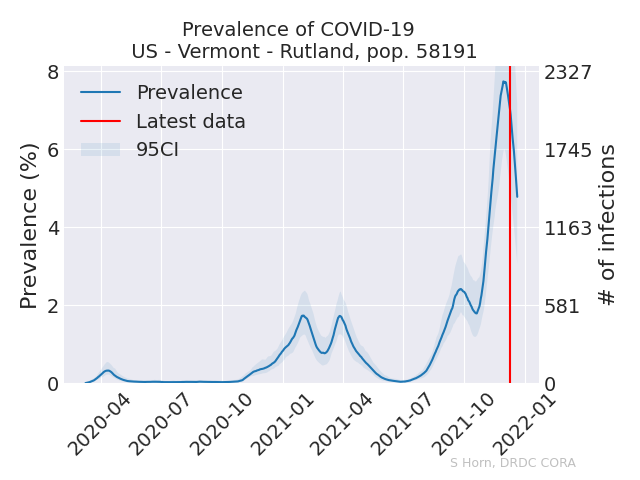 Prevalence of COVID-19
US - Vermont - Rutland, pop. 58191
Prevalence
Latest data
95CI
Prevalence (%)
8
6
4
2
0
2327
1745
1163
581
0
# of infections
2020-04
2020-07
2020-10
2021-01
2021-04
2021-07
2021-10
2022-01
S Horn, DRDC CORA